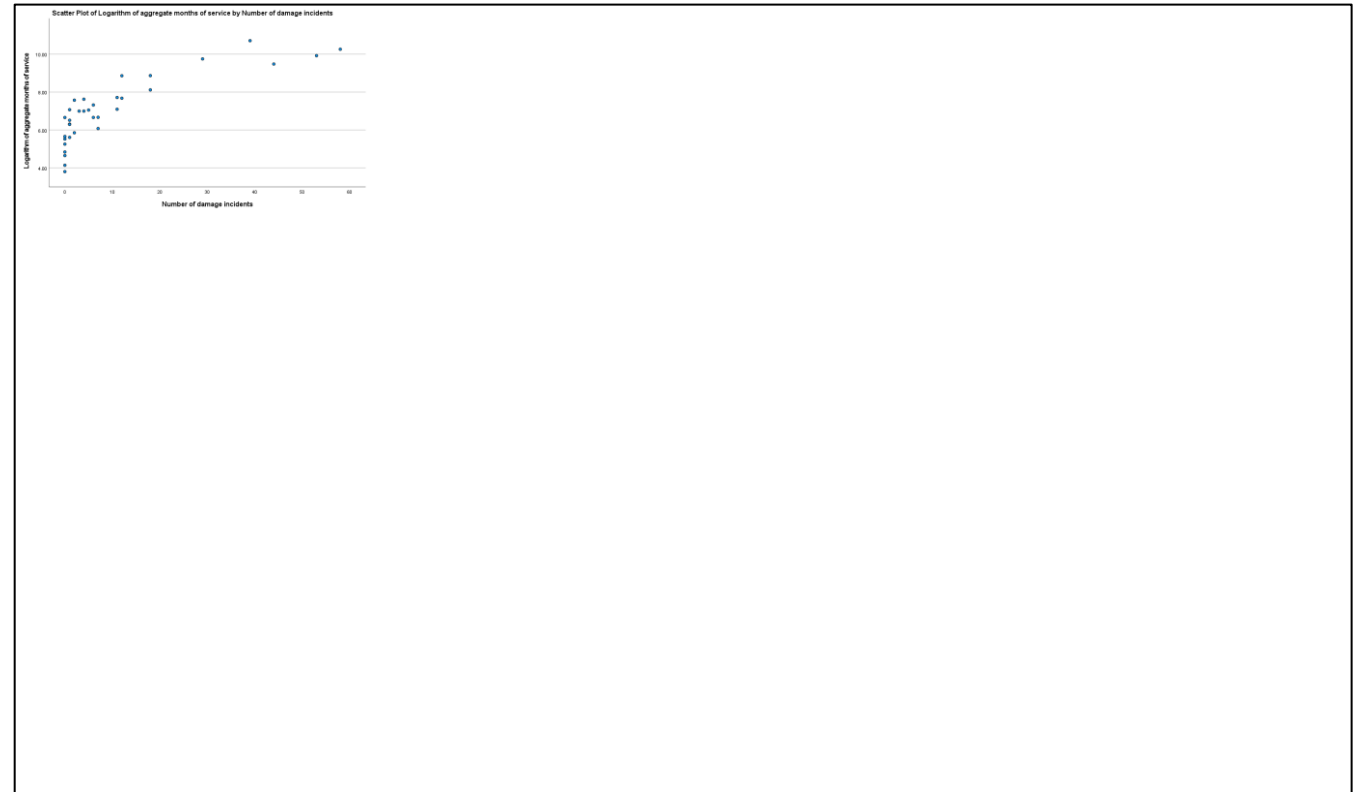 Scatter Plot of Logarithm of aggregate months of service by Number of damage incidents
Logarithm of aggregate months of service
10.00
8.00
6.00
4.00
0 10 20 30 40 50 60
Number of damage incidents